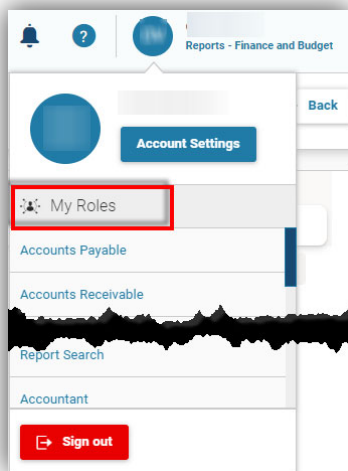 ?
Reports - Finance and Budget
Back
Account Settings
My Roles
Accounts Payable
Accounts Receivable
Report Search
Accountant
Sign out